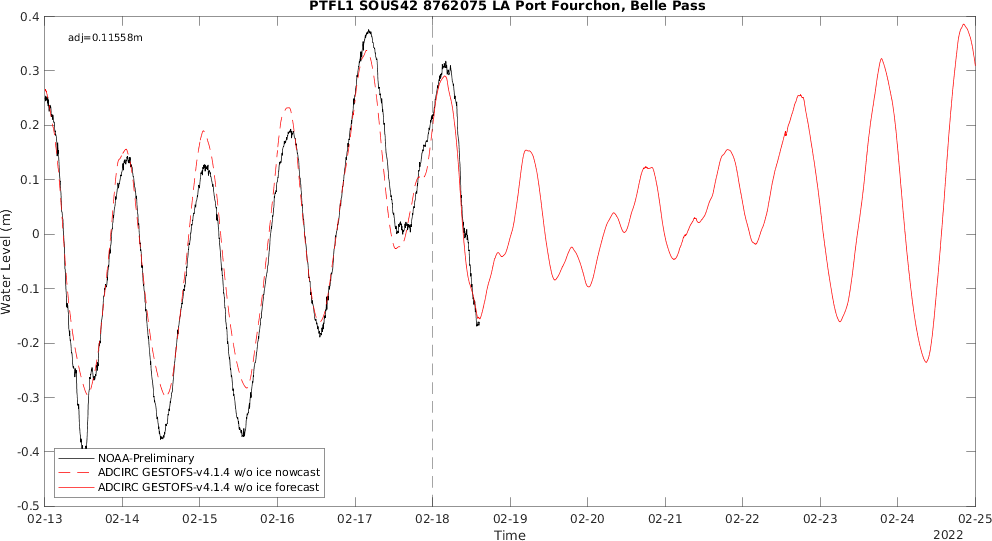 PTFL1 SOUS42 8762075 LA Port Fourchon, Belle Pass
adj=0.11558m
0.4
0.3
0.2
0.1
0
-0.1
-0.2
-0.3
-0.4
-0.5
Water Level (m)
NOAA-Preliminary
ADCIRC GESTOFS-v4.1.4 w/o ice nowcast
ADCIRC GESTOFS-v4.1.4 w/o ice forecast
02-13 02-14 02-15 02-16 02-17 02-18 02-19 02-20 02-21 02-22 02-23 02-24 02-25
Time
2022